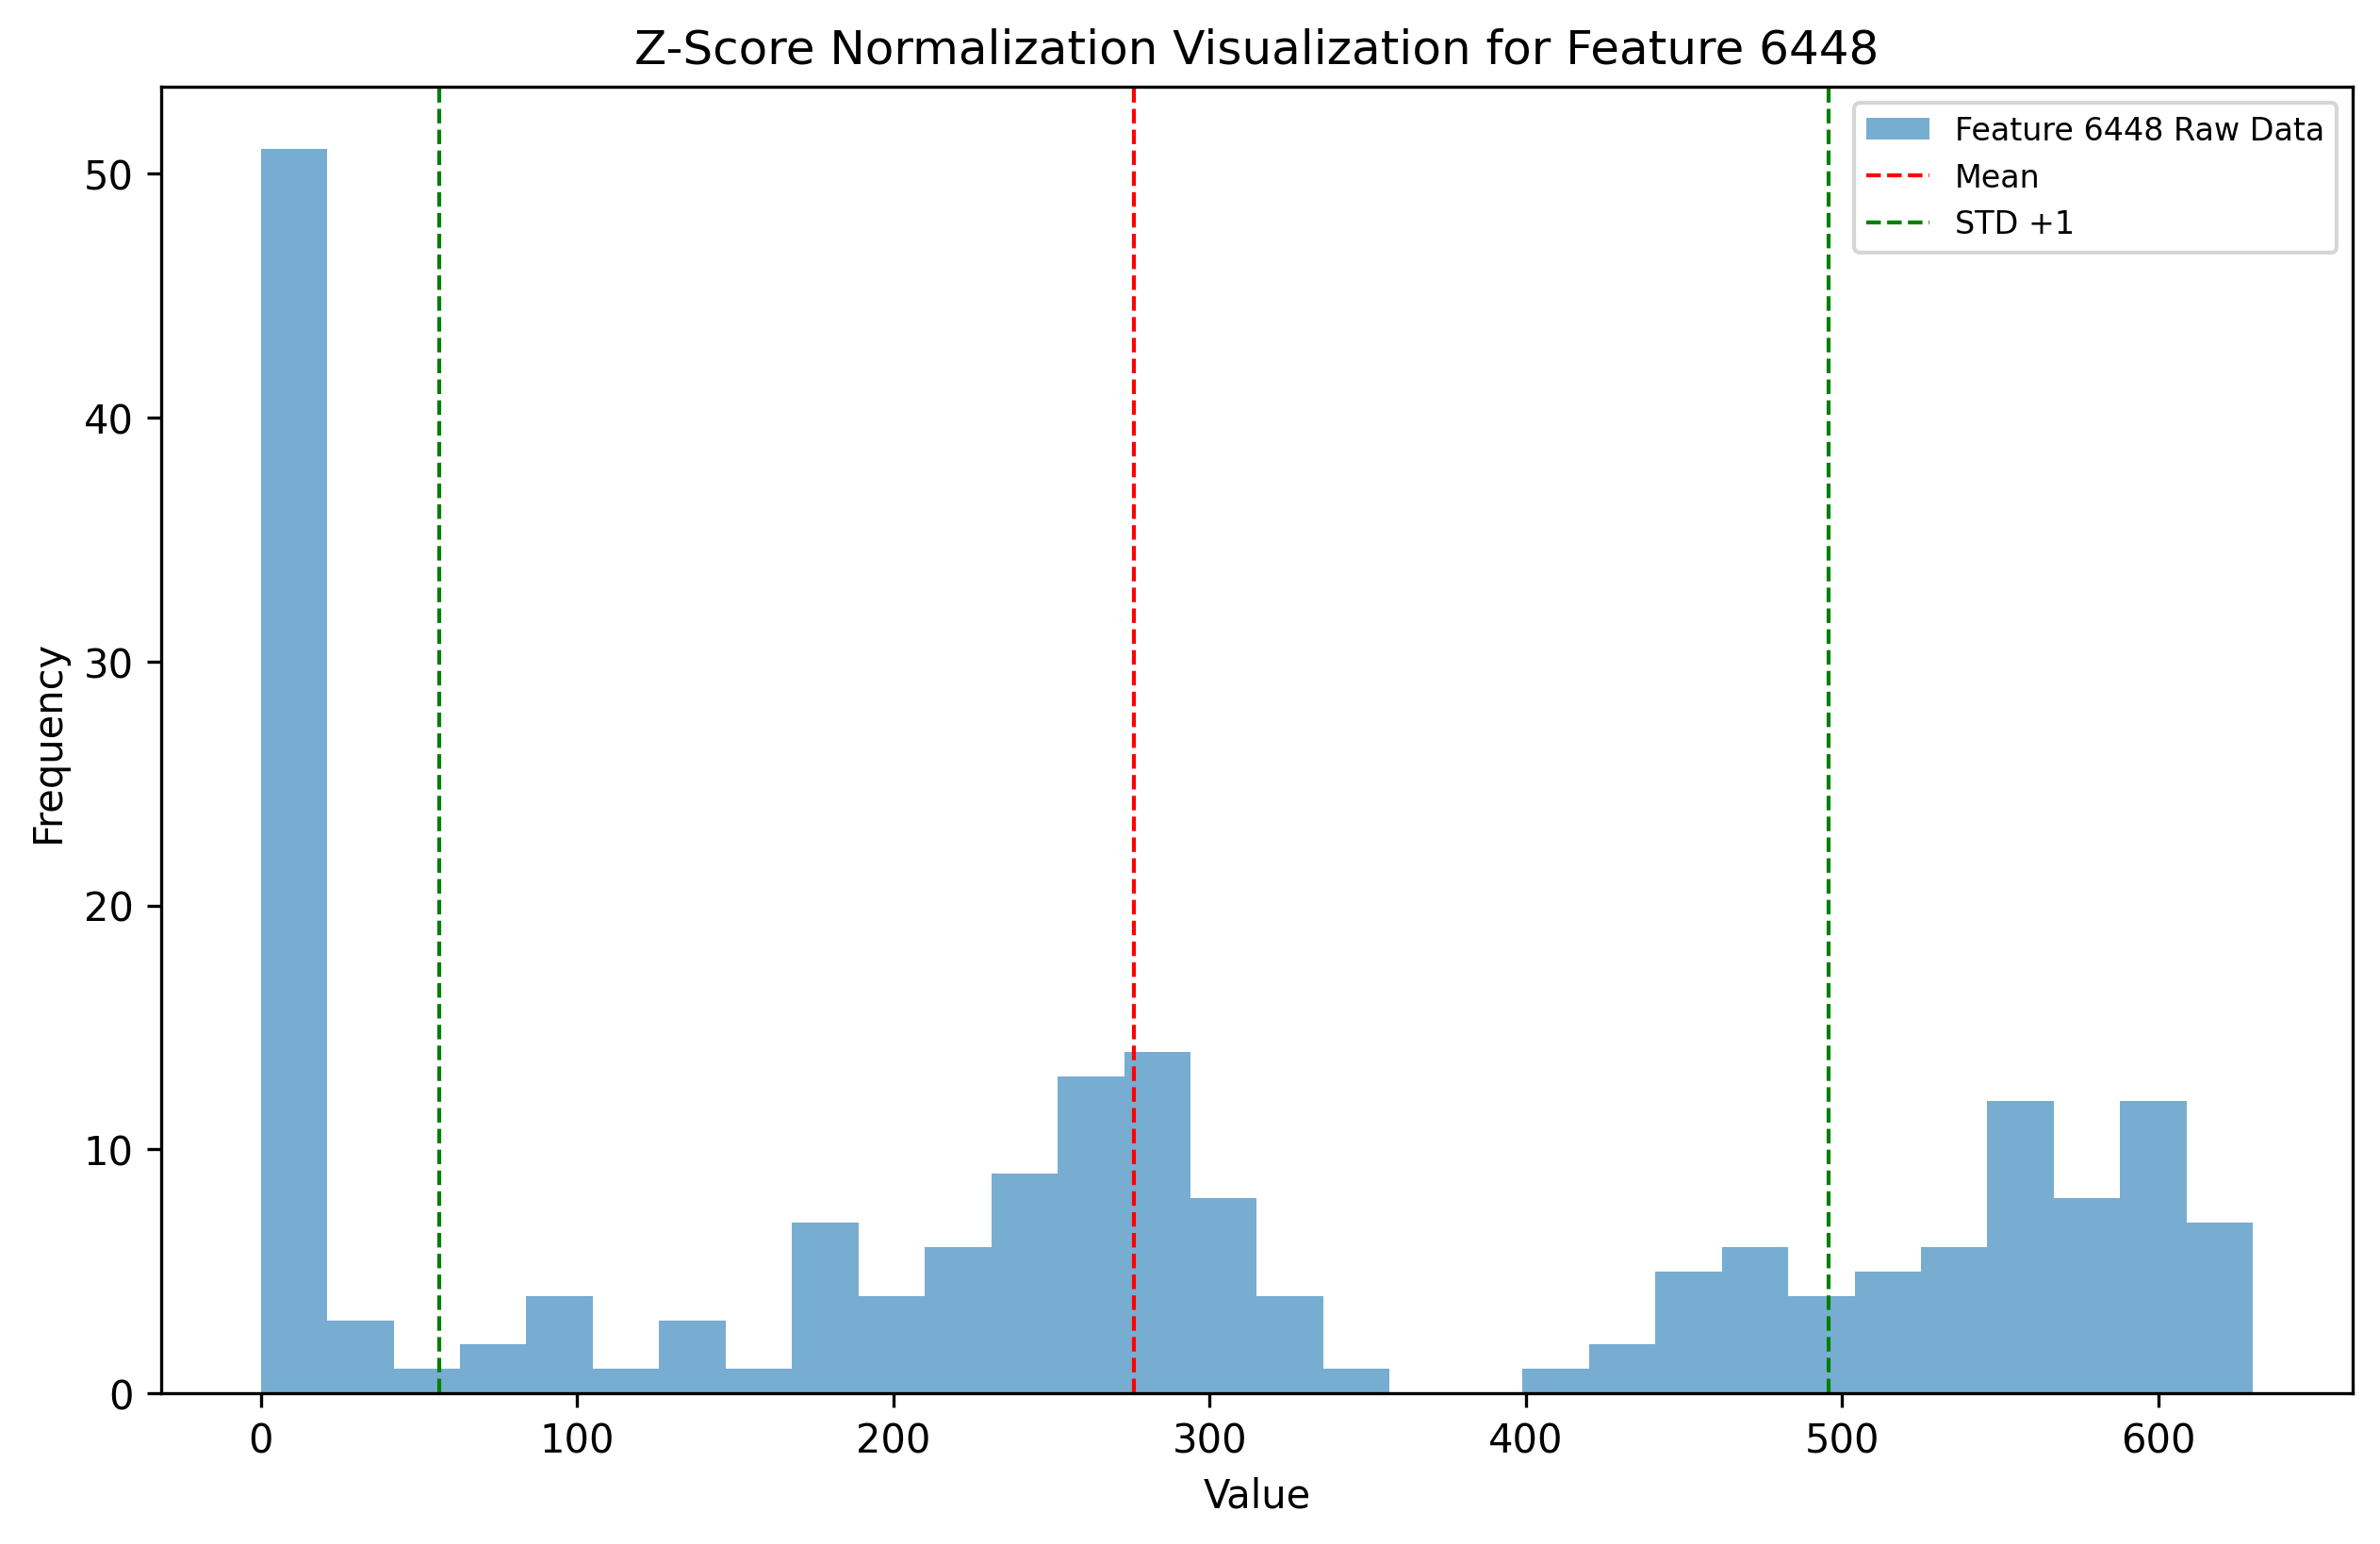 Z-Score Normalization Visualization for Feature 6448
Feature 6448 Raw Data
Mean
STD +1
50
40
30
20
10
0
Frequency
0 100 200 300 400 500 600
Value